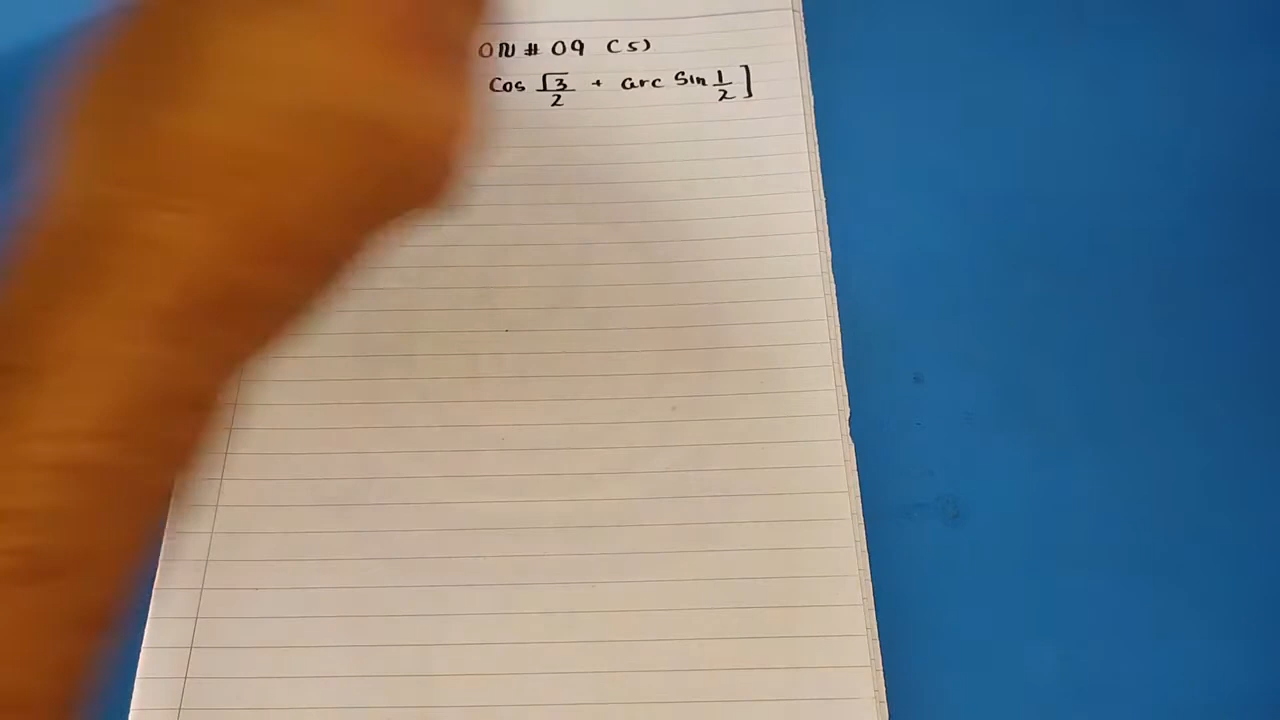 ON # 09 (5)
Cos √3/2 + arc Sin 1/2 ]